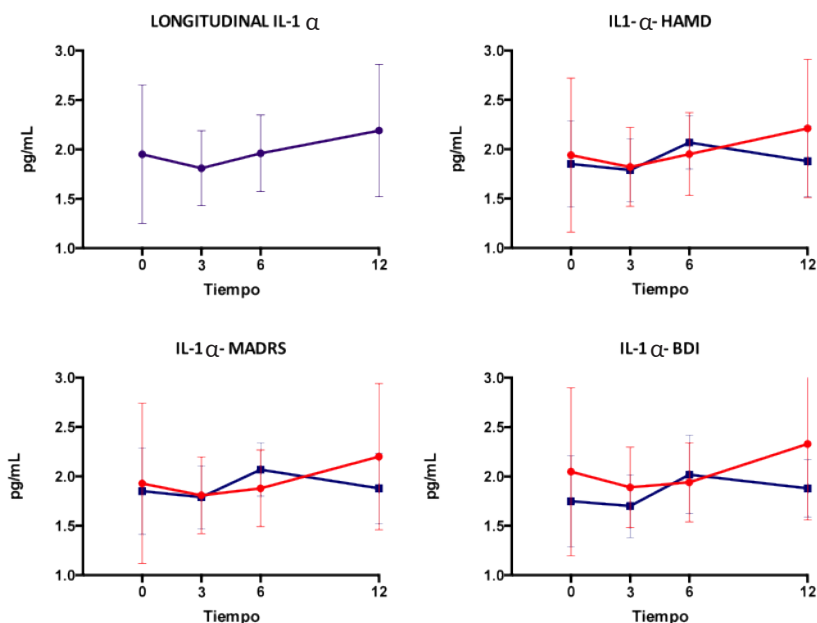 LONGITUDINAL IL-1 α
3.0
2.5
2.0
1.5
1.0
pg/mL
0 3 6 12
Tiempo
IL1- α- HAMD
3.0
2.5
2.0
1.5
1.0
pg/mL
0 3 6 12
Tiempo
IL-1 α- MADRS
3.0
2.5
2.0
1.5
1.0
pg/mL
0 3 6 12
Tiempo
IL-1 α- BDI
3.0
2.5
2.0
1.5
1.0
pg/mL
0 3 6 12
Tiempo